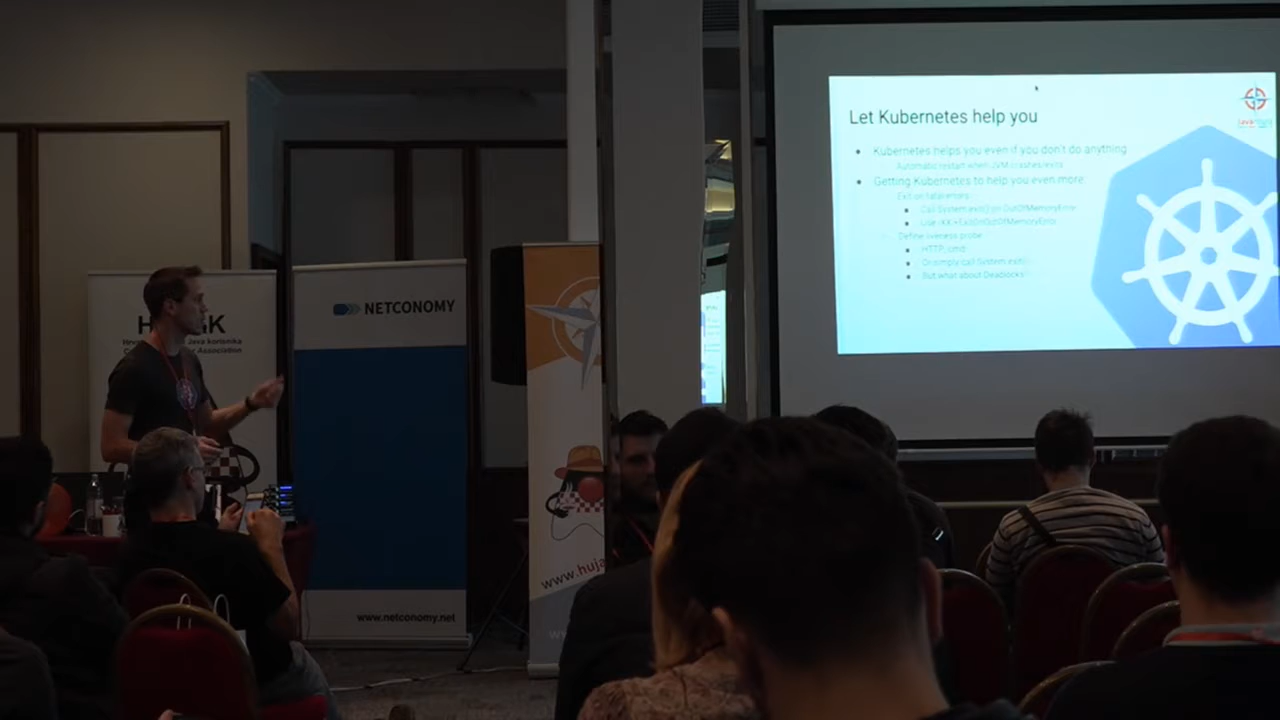 Let Kubernetes help you
Kubernetes helps you even if you don't do anything
Automatic restart when JVM crashes/exits
Getting Kubernetes to help you even more:
Exit on fatal errors
Call System.exit() on OutOfMemoryError
Use -XX:+ExitOnOutOfMemoryError
Define liveness probe
HTTP, cmd
Or simply call System.exit()
But what about Deadlocks
NETCONOMY
www.netconomy.net
Java korisnika
Association
www.huja